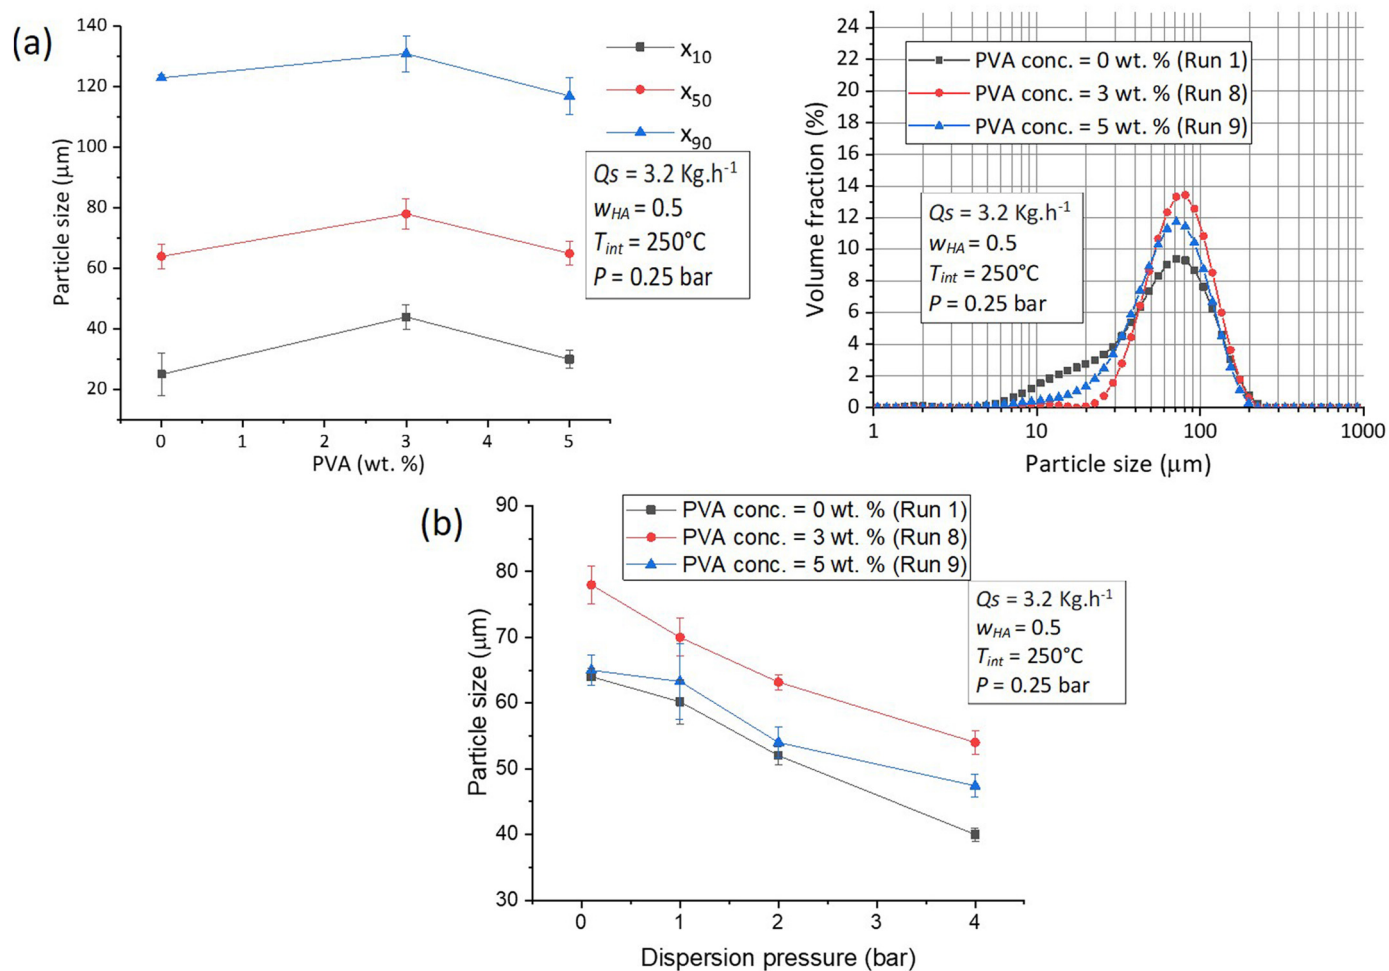 (a)
140
120
100
80
60
40
20
Particle size (μm)
0
1
2
3
4
5
PVA (wt. %)
x10
x50
x90
Qs = 3.2 Kg.h-1
wHA = 0.5
Tint = 250°C
P = 0.25 bar
24
22
20
18
16
14
12
10
8
6
4
2
0
Volume fraction (%)
PVA conc. = 0 wt. % (Run 1)
PVA conc. = 3 wt. % (Run 8)
PVA conc. = 5 wt. % (Run 9)
Qs = 3.2 Kg.h-1
wHA = 0.5
Tint = 250°C
P = 0.25 bar
1
10
100
1000
Particle size (μm)
(b)
90
80
70
60
50
40
30
Particle size (μm)
PVA conc. = 0 wt. % (Run 1)
PVA conc. = 3 wt. % (Run 8)
PVA conc. = 5 wt. % (Run 9)
Qs = 3.2 Kg.h-1
wHA = 0.5
Tint = 250°C
P = 0.25 bar
0
1
2
3
4
Dispersion pressure (bar)